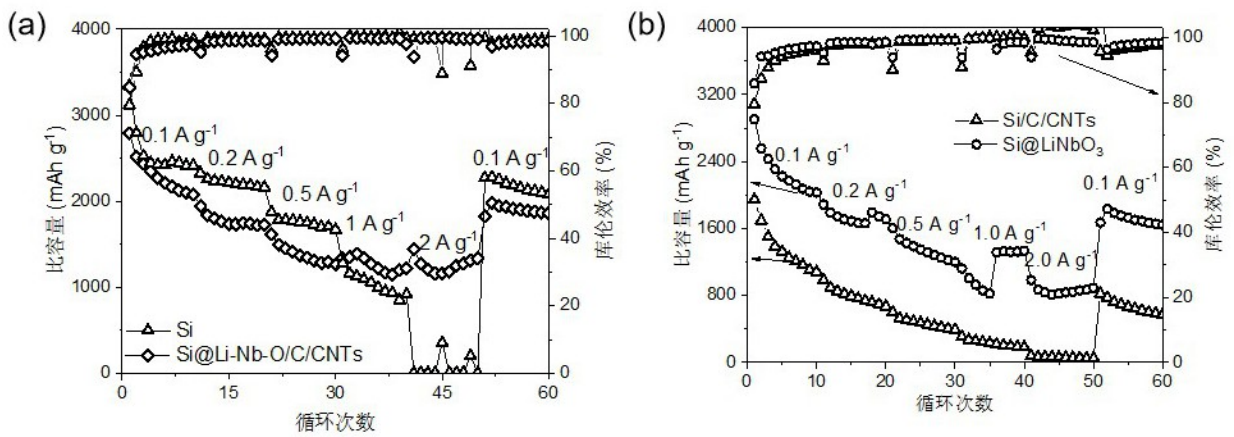 (a)
4000
3000
2000
1000
0
比容量 (mAh g⁻¹)
0.1 A g⁻¹
0.2 A g⁻¹
0.5 A g⁻¹
1 A g⁻¹
2 A g⁻¹
0.1 A g⁻¹
Si
Si@Li-Nb-O/C/CNTs
100
80
60
40
20
0
库伦效率 (%)
0 15 30 45 60
循环次数
(b)
4000
3200
2400
1600
800
0
比容量 (mAh g⁻¹)
Si/C/CNTs
Si@LiNbO₃
0.1 A g⁻¹
0.2 A g⁻¹
0.5 A g⁻¹
1.0 A g⁻¹
2.0 A g⁻¹
0.1 A g⁻¹
100
80
60
40
20
0
库伦效率 (%)
0 10 20 30 40 50 60
循环次数